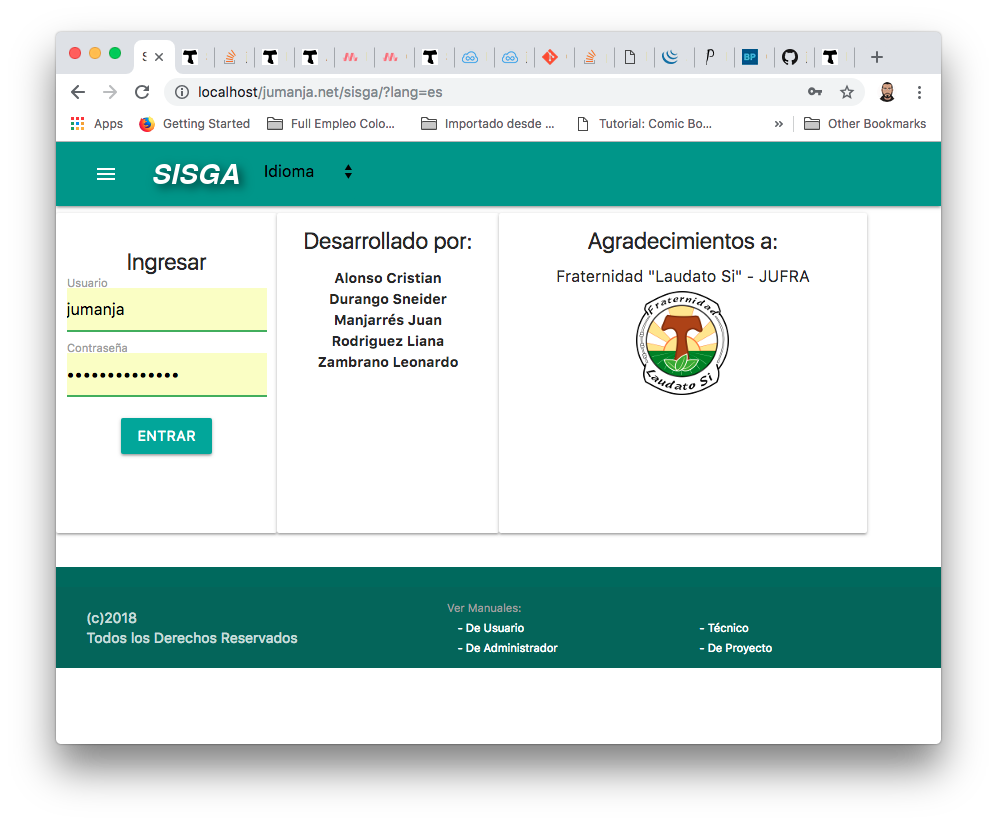 S
localhost/jumanja.net/sisga/?lang=es
Apps
Getting Started
Full Empleo Colo...
Importado desde ...
Tutorial: Comic Bo...
»
Other Bookmarks
SISGA
Idioma
Ingresar
Usuario
jumanja
Contraseña
••••••••••••••
ENTRAR
Desarrollado por:
Alonso Cristian
Durango Sneider
Manjarrés Juan
Rodriguez Liana
Zambrano Leonardo
Agradecimientos a:
Fraternidad "Laudato Si" - JUFRA
Fraternidad
Laudato Si
(c)2018
Todos los Derechos Reservados
Ver Manuales:
- De Usuario
- De Administrador
- Técnico
- De Proyecto